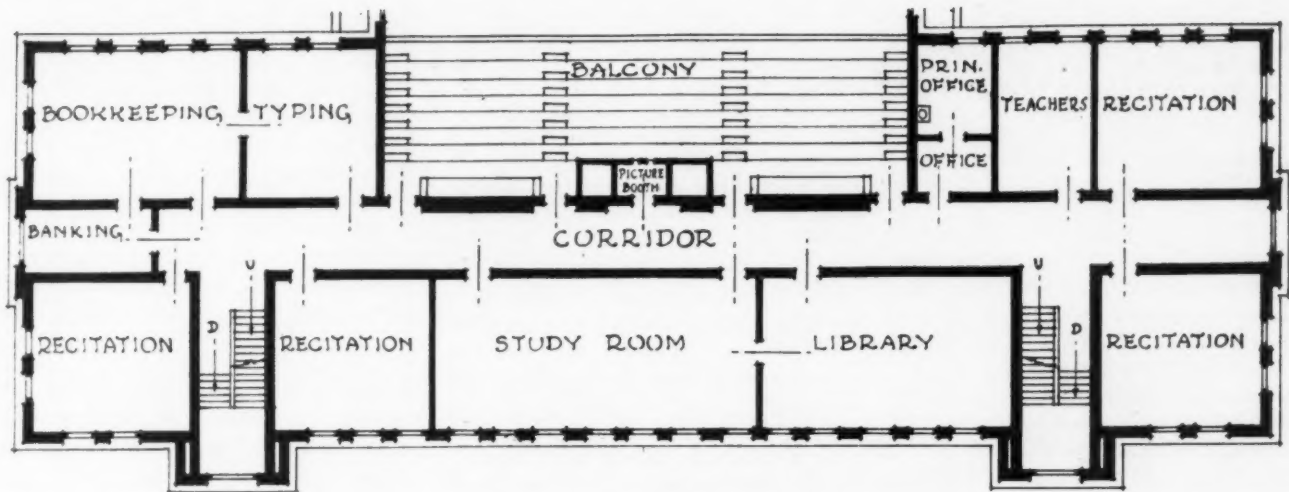 BOOKKEEPING
TYPING
BALCONY
PRIN.
OFFICE
TEACHERS
RECITATION
OFFICE
PICTURE
BOOTH
BANKING
CORRIDOR
U
D
RECITATION
RECITATION
STUDY ROOM
LIBRARY
U
D
RECITATION